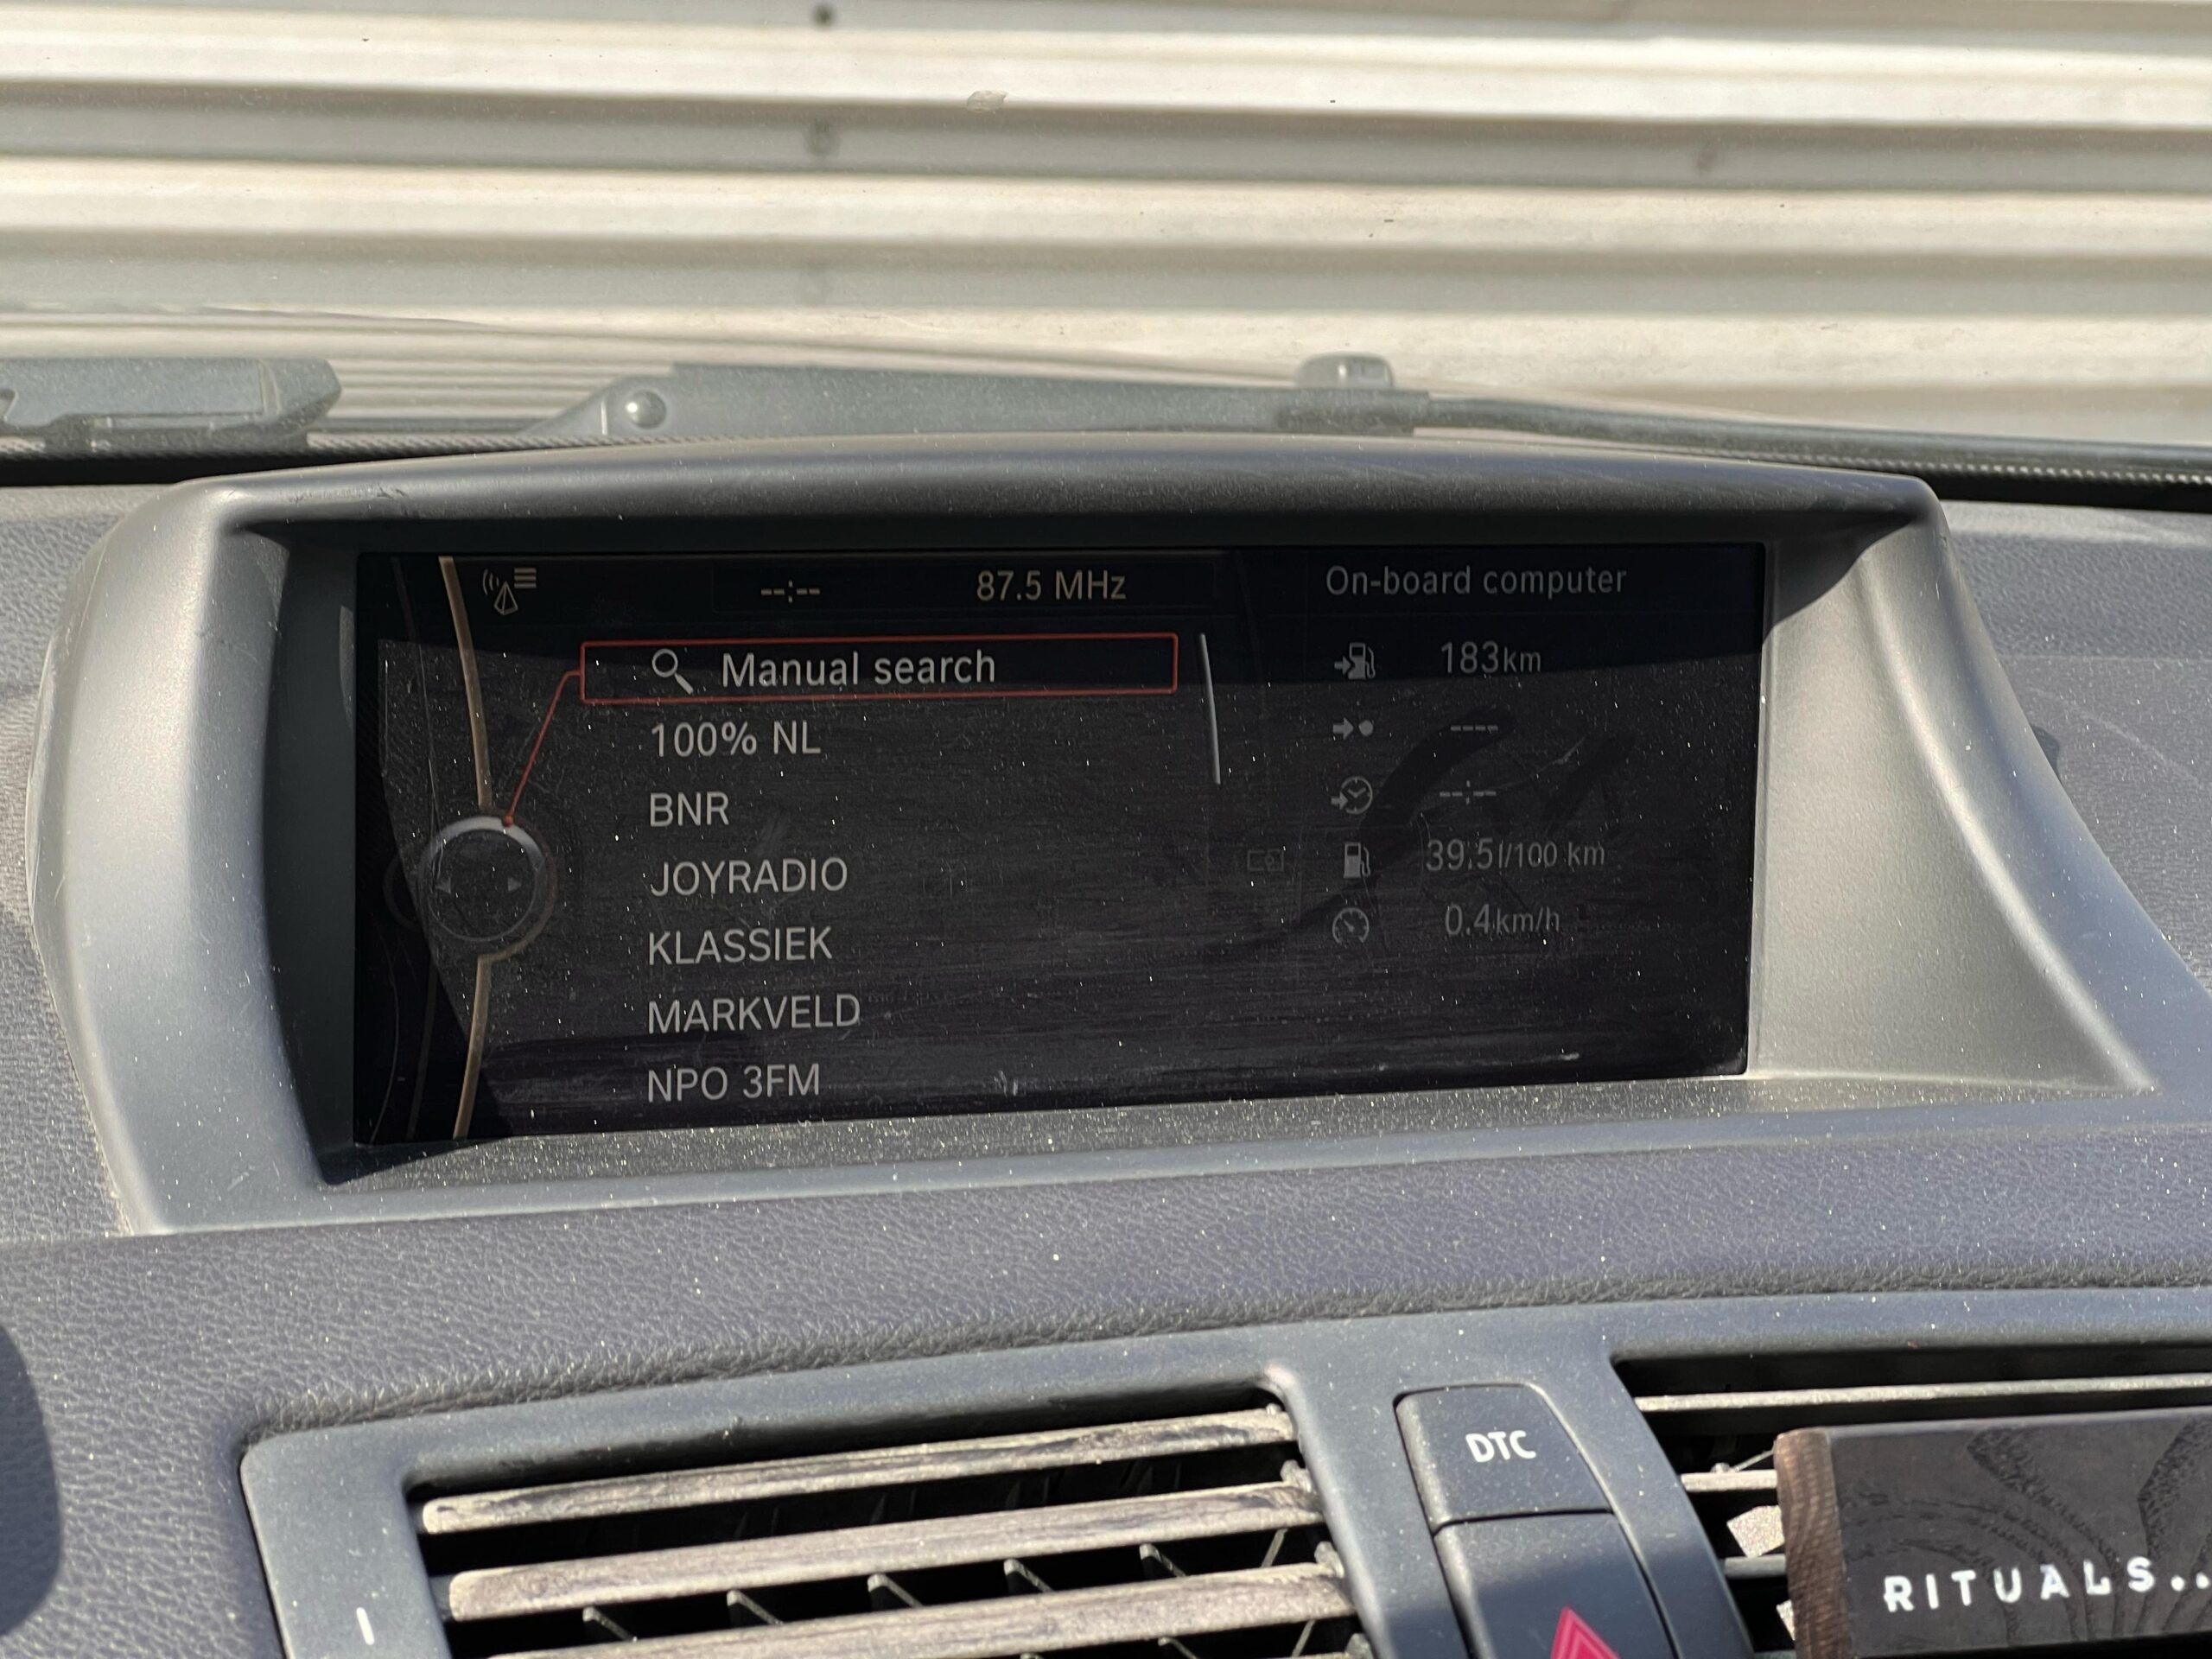 --:-- 87.5 MHz
Manual search
100% NL
BNR
JOYRADIO
KLASSIEK
MARKVELD
NPO 3FM
On-board computer
183km
----
--:--
39.5l/100 km
0.4km/h
DTC
I
RITUALS..